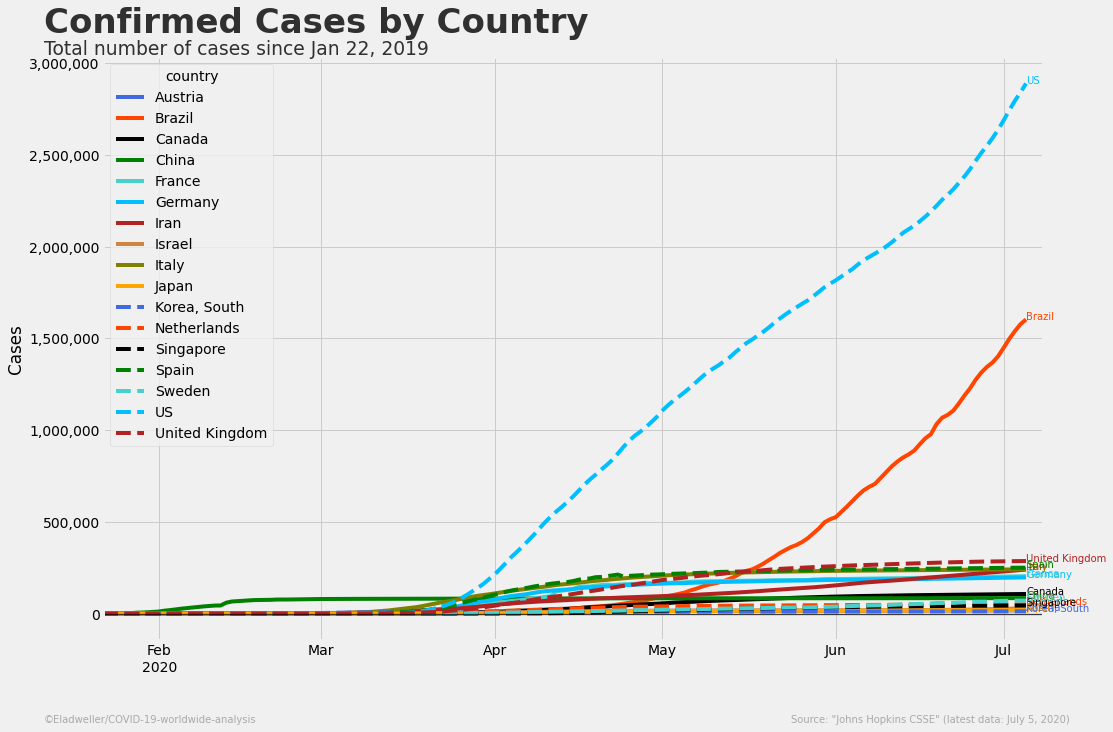 Confirmed Cases by Country
Total number of cases since Jan 22, 2019
3,000,000
2,500,000
2,000,000
1,500,000
1,000,000
500,000
0
Cases
country
Austria
Brazil
Canada
China
France
Germany
Iran
Israel
Italy
Japan
Korea, South
Netherlands
Singapore
Spain
Sweden
US
United Kingdom
US
Brazil
United Kingdom
Spain
Germany
Canada
Singapore
Korea, South
Feb
2020
Mar
Apr
May
Jun
Jul
©Eladweller/COVID-19-worldwide-analysis
Source: "Johns Hopkins CSSE" (latest data: July 5, 2020)